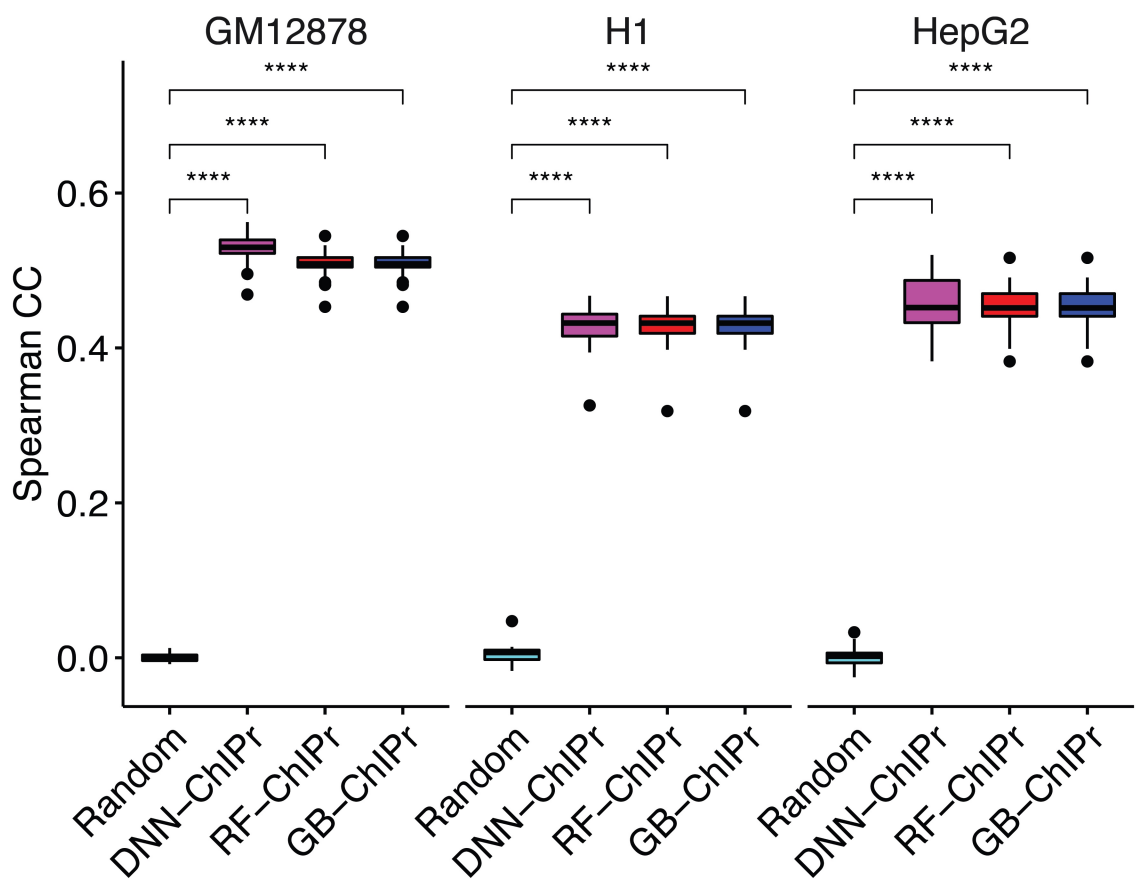 GM12878 H1 HepG2
**** **** ****
**** **** ****
**** **** ****
Spearman CC
0.6
0.4
0.2
0.0
Random DNN−ChIPr RF−ChIPr GB−ChIPr Random DNN−ChIPr RF−ChIPr GB−ChIPr Random DNN−ChIPr RF−ChIPr GB−ChIPr